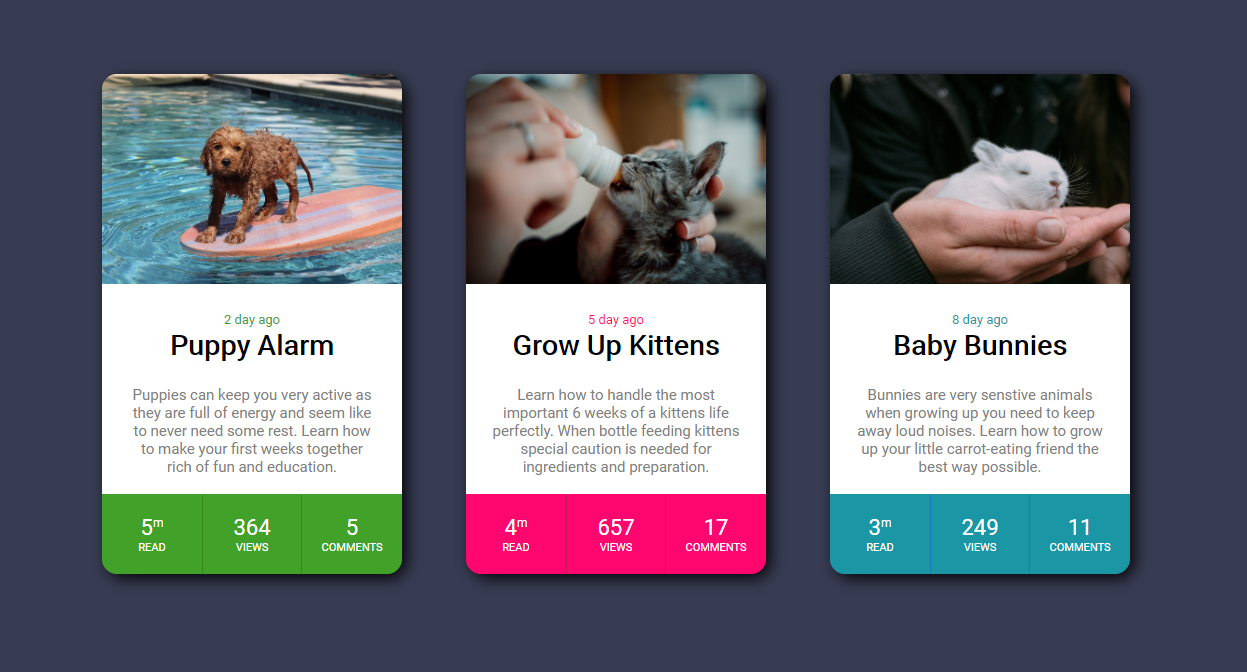 2 day ago
Puppy Alarm
Puppies can keep you very active as
they are full of energy and seem like
to never need some rest. Learn how
to make your first weeks together
rich of fun and education.
5m
READ
364
VIEWS
5
COMMENTS
5 day ago
Grow Up Kittens
Learn how to handle the most
important 6 weeks of a kittens life
perfectly. When bottle feeding kittens
special caution is needed for
ingredients and preparation.
4m
READ
657
VIEWS
17
COMMENTS
8 day ago
Baby Bunnies
Bunnies are very senstive animals
when growing up you need to keep
away loud noises. Learn how to grow
up your little carrot-eating friend the
best way possible.
3m
READ
249
VIEWS
11
COMMENTS